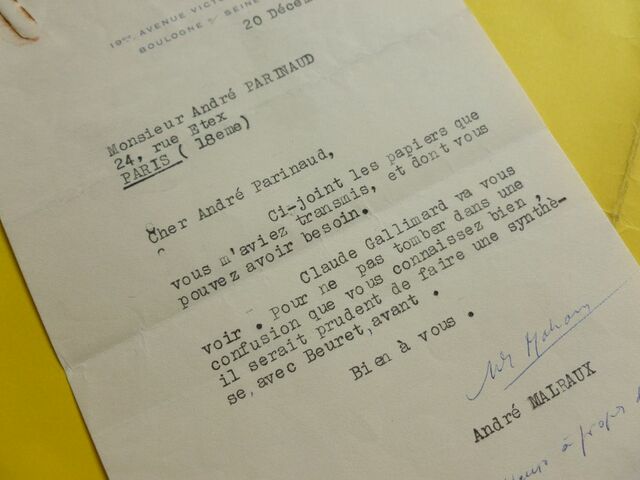 19bis, AVENUE VICTO
BOULOGNE s/ SEINE
20 Décem
Monsieur André PARINAUD
24, rue Etex
PARIS ( 18eme)
Cher André Parinaud,
Ci-joint les papiers que
vous m'aviez transmis, et dont vous
pouvez avoir besoin.
Claude Gallimard va vous
voir . Pour ne pas tomber dans une
confusion que vous connaissez bien ,
il serait prudent de faire une synthè-
se, avec Beuret, avant .
Bien à vous .
André MALRAUX
à propos